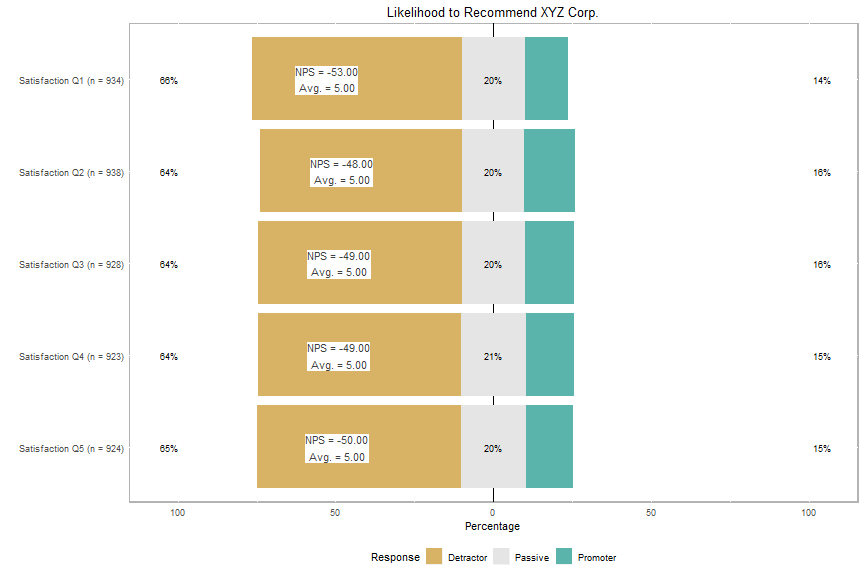 Likelihood to Recommend XYZ Corp.
Satisfaction Q1 (n = 934)
66%
NPS = -53.00
Avg. = 5.00
20%
14%
Satisfaction Q2 (n = 938)
64%
NPS = -48.00
Avg. = 5.00
20%
16%
Satisfaction Q3 (n = 928)
64%
NPS = -49.00
Avg. = 5.00
20%
16%
Satisfaction Q4 (n = 923)
64%
NPS = -49.00
Avg. = 5.00
21%
15%
Satisfaction Q5 (n = 924)
65%
NPS = -50.00
Avg. = 5.00
20%
15%
100 50 0 50 100
Percentage
Response Detractor Passive Promoter